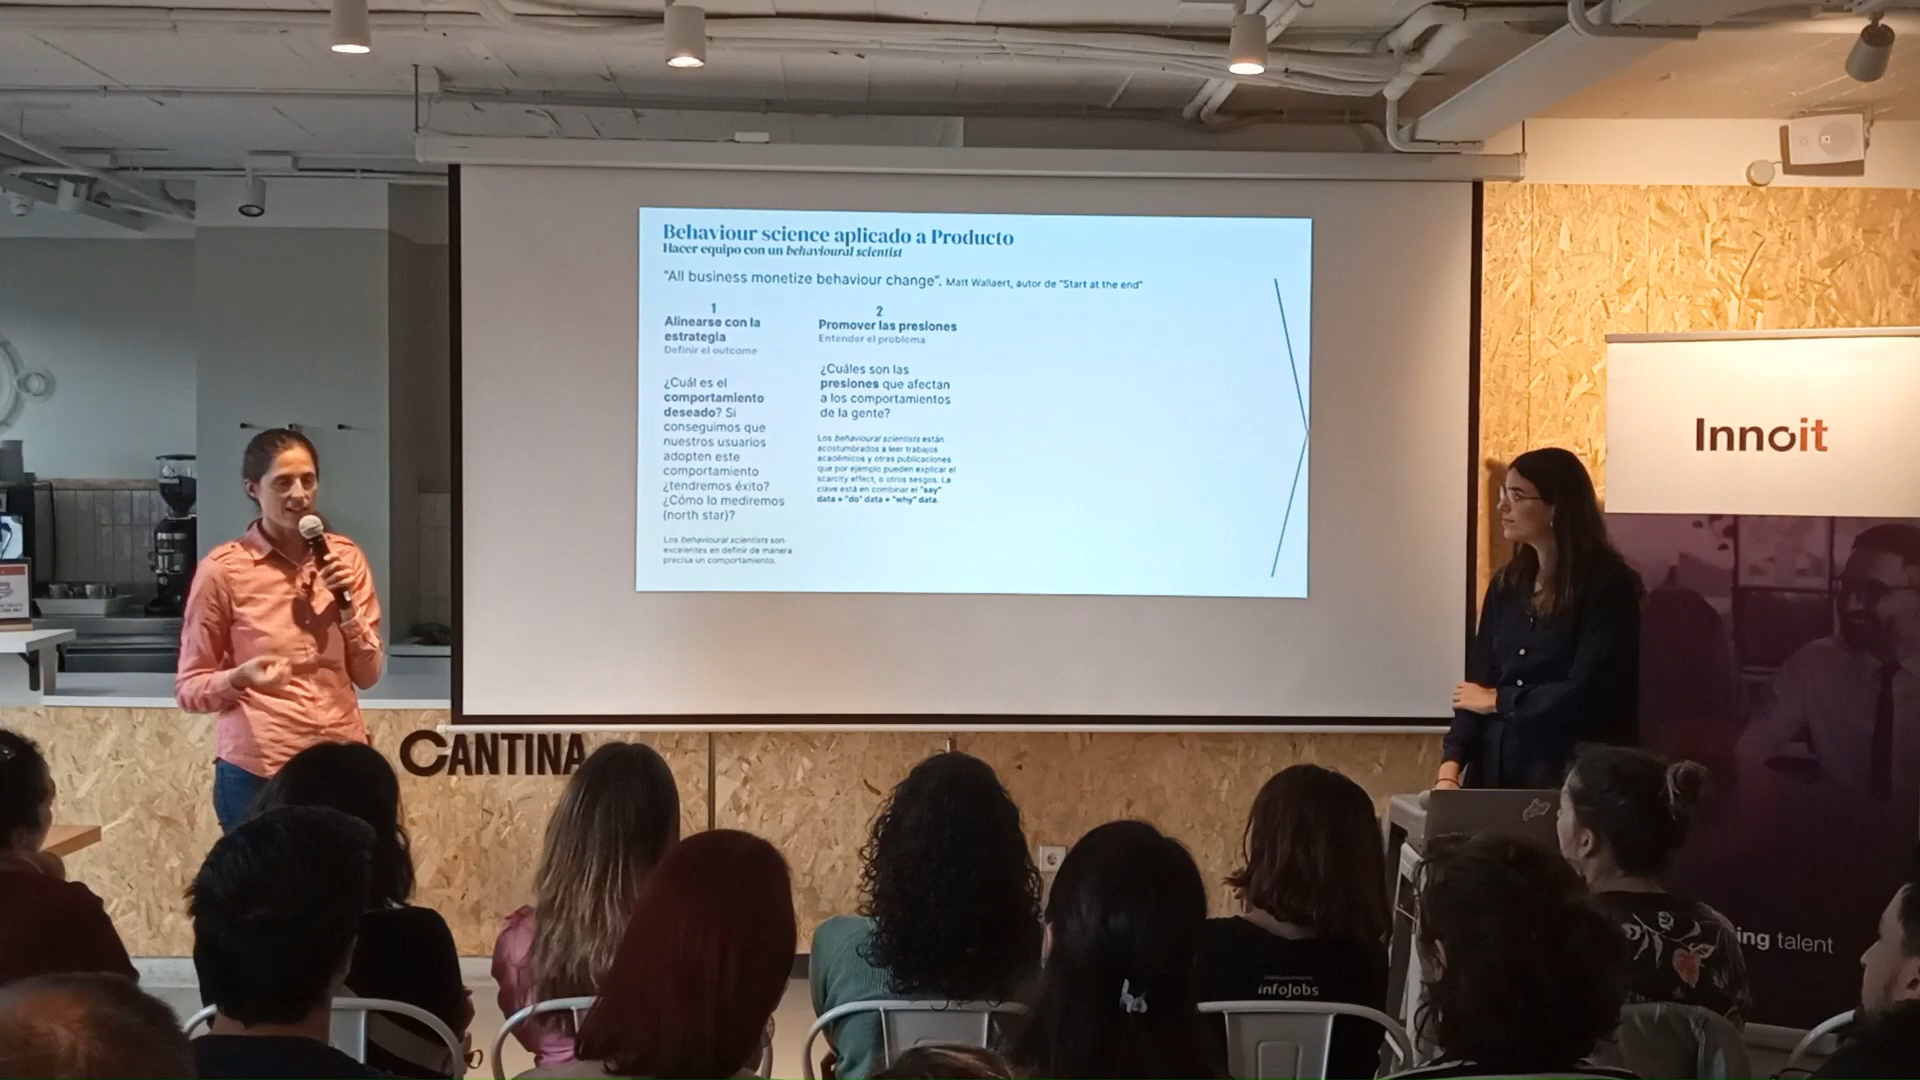 Behaviour science aplicado a Producto
Hacer equipo con un behavioural scientist
"All business monetize behaviour change". Matt Wallaert, autor de "Start at the end"
1
Alinearse con la
estrategia
Definir el outcome
¿Cuál es el
comportamiento
deseado? Si
conseguimos que
nuestros usuarios
adopten este
comportamiento
¿tendremos éxito?
¿Cómo lo mediremos
(north star)?
Los behavioural scientists son
excelentes en definir de manera
precisa un comportamiento.
2
Promover las presiones
Entender el problema
¿Cuáles son las
presiones que afectan
a los comportamientos
de la gente?
Los behavioural scientists están
acostumbrados a leer trabajos
académicos y otras publicaciones
que por ejemplo pueden explicar el
scarcity effect, o otros sesgos. La
clave está en combinar el "say"
data + "do" data + "why" data.
Innoit
CANTINA
ing talent
infoJobs